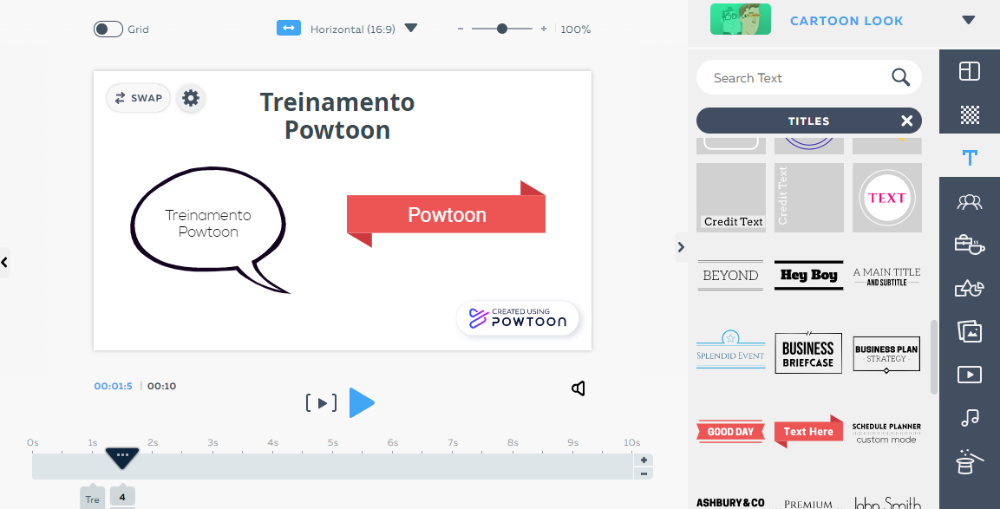 Grid
Horizontal (16:9)
100%
CARTOON LOOK
SWAP
Treinamento
Powtoon
Treinamento
Powtoon
Powtoon
CREATED USING
POWTOON
00:01:5 | 00:10
0s 1s 2s 3s 4s 5s 6s 7s 8s 9s 10s
Tre
4
Search Text
TITLES
Credit Text
Credit Text
TEXT
BEYOND
Hey Boy
A MAIN TITLE
AND SUBTITLE
SPLENDID EVENT
BUSINESS
BRIEFCASE
BUSINESS PLAN
- STRATEGY -
GOOD DAY
Text Here
SCHEDULE PLANNER
custom mode
ASHBURY & CO
PREMIUM
John Smith